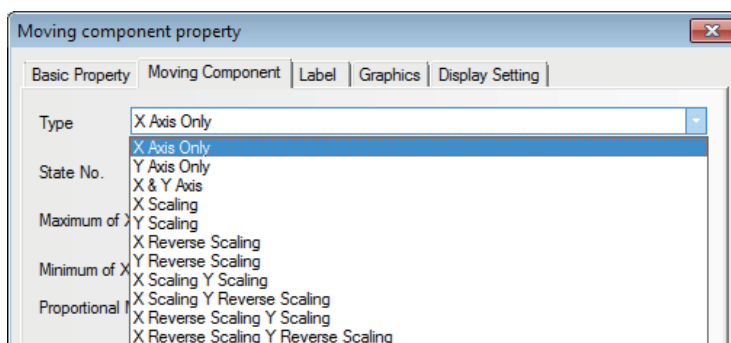 Moving component property
Basic Property Moving Component Label Graphics Display Setting
Type X Axis Only
X Axis Only
Y Axis Only
State No.
X & Y Axis
X Scaling
Maximum of X
Y Scaling
X Reverse Scaling
Y Reverse Scaling
Minimum of X
X Scaling Y Scaling
X Scaling Y Reverse Scaling
Proportional
X Reverse Scaling Y Scaling
X Reverse Scaling Y Reverse Scaling